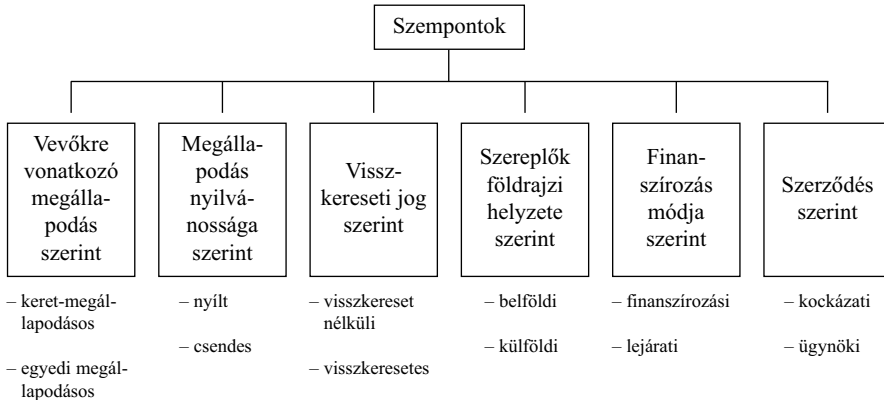 Szempontok
Vevőkre
vonatkozó
megálla-
podás
szerint
Megálla-
podás
nyilvá-
nossága
szerint
Vissz-
kereseti jog
szerint
Szereplők
földrajzi
helyzete
szerint
Finan-
szírozás
módja
szerint
Szerződés
szerint
– keret-megál-
lapodásos
– egyedi megál-
lapodásos
– nyílt
– csendes
– visszkereset
nélküli
– visszkeresetes
– belföldi
– külföldi
– finanszírozási
– lejárati
– kockázati
– ügynöki